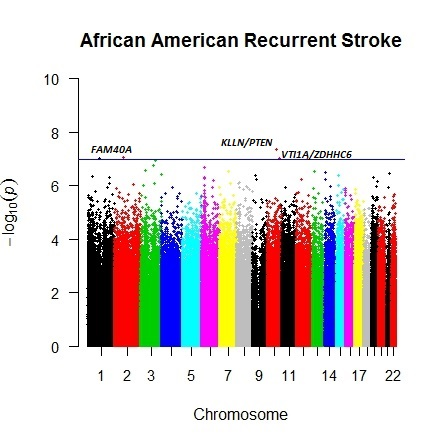 African American Recurrent Stroke
10
8
6
4
2
0
−log10(p)
FAM40A
KLLN/PTEN
VTI1A/ZDHHC6
1 2 3 5 7 9 11 14 17 22
Chromosome